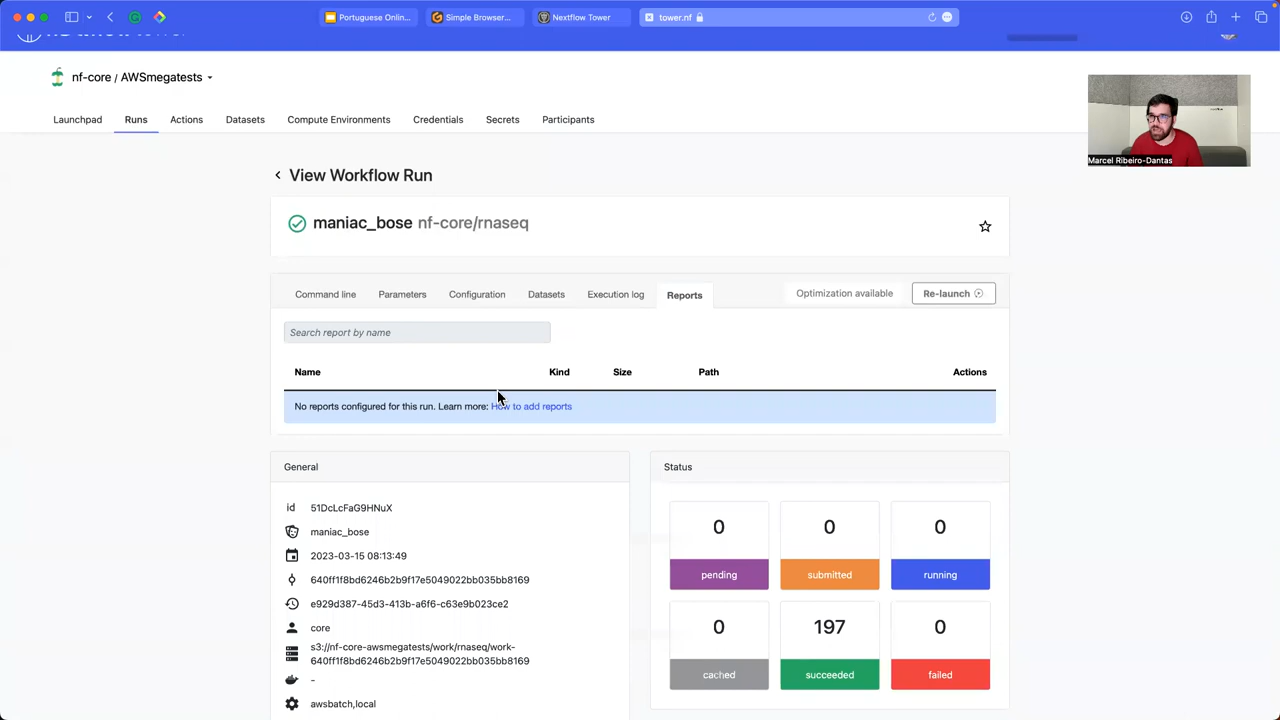 Portuguese Onlin...
Simple Browser...
Nextflow Tower
tower.nf
nf-core / AWSmegatests
Launchpad
Runs
Actions
Datasets
Compute Environments
Credentials
Secrets
Participants
Marcel Ribeiro-Dantas
View Workflow Run
maniac_bose nf-core/rnaseq
Command line
Parameters
Configuration
Datasets
Execution log
Reports
Optimization available
Re-launch
Search report by name
Name
Kind
Size
Path
Actions
No reports configured for this run. Learn more: How to add reports
General
id
51DcLcFaG9HNuX
maniac_bose
2023-03-15 08:13:49
640ff1f8bd6246b2b9f17e5049022bb035bb8169
e929d387-45d3-413b-a6f6-c63e9b023ce2
core
s3://nf-core-awsmegatests/work/rnaseq/work-
640ff1f8bd6246b2b9f17e5049022bb035bb8169
-
awsbatch,local
Status
0
0
0
pending
submitted
running
0
197
0
cached
succeeded
failed